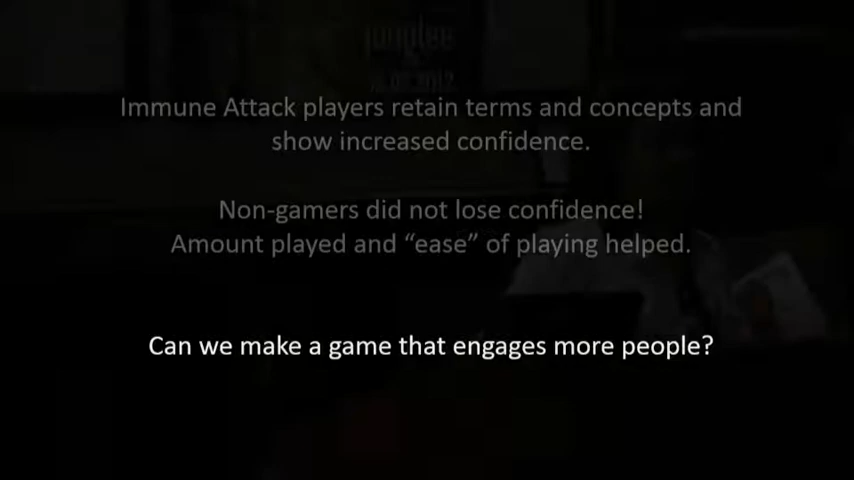 Immune Attack players retain terms and concepts and
show increased confidence.
Non-gamers did not lose confidence!
Amount played and “ease” of playing helped.
Can we make a game that engages more people?